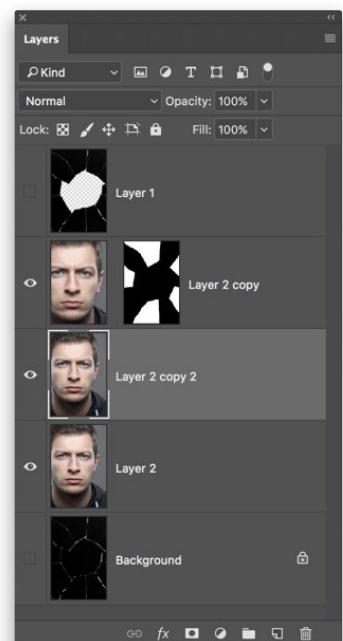 Layers
Kind
Normal Opacity: 100%
Lock: Fill: 100%
Layer 1
Layer 2 copy
Layer 2 copy 2
Layer 2
Background
fx